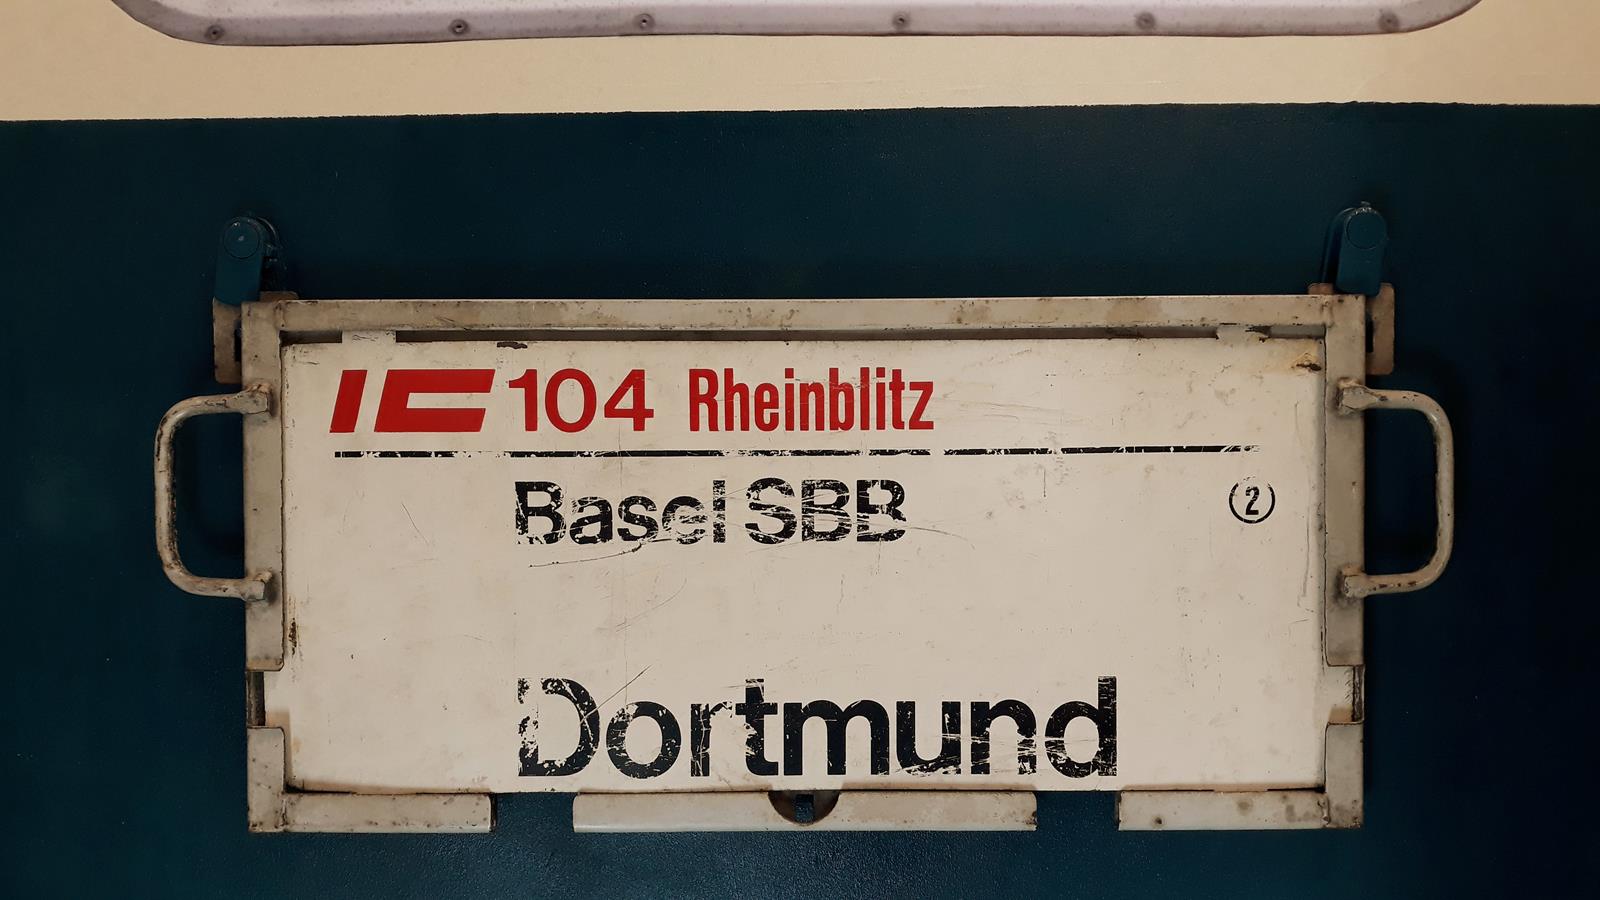 IC 104 Rheinblitz
Basel SBB
2
Dortmund